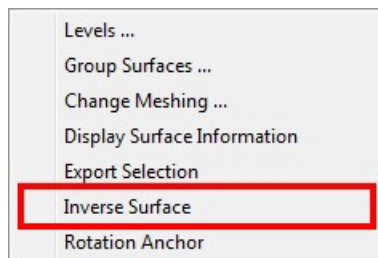 Levels ...
Group Surfaces ...
Change Meshing ...
Display Surface Information
Export Selection
Inverse Surface
Rotation Anchor